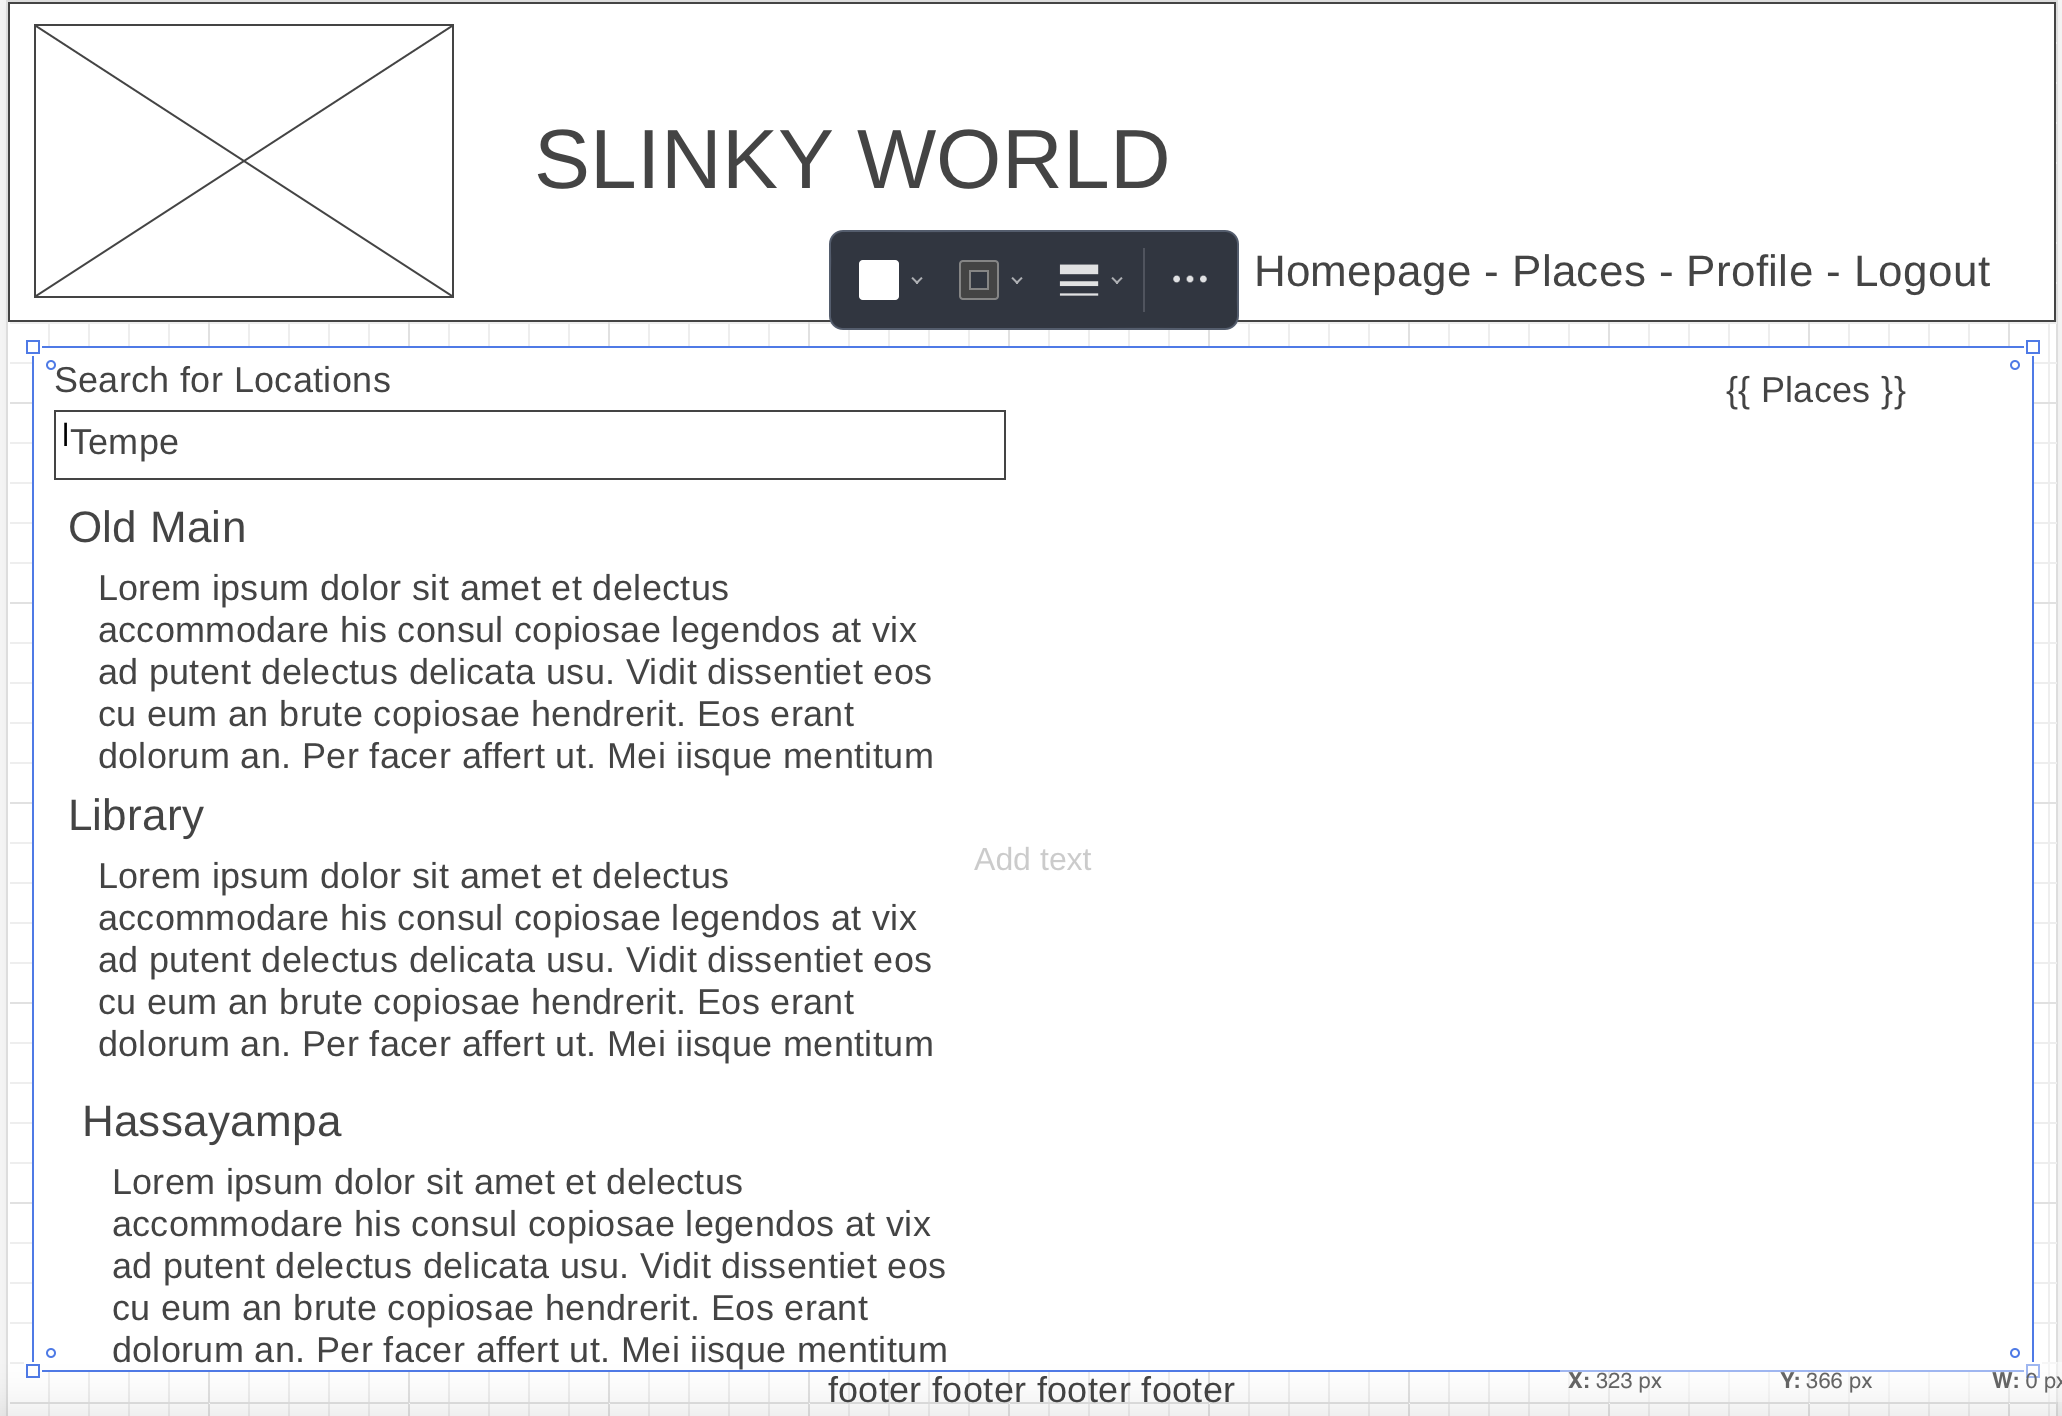 SLINKY WORLD
Homepage - Places - Profile - Logout
Search for Locations
{{ Places }}
Tempe
Old Main
Lorem ipsum dolor sit amet et delectus
accommodare his consul copiosae legendos at vix
ad putent delectus delicata usu. Vidit dissentiet eos
cu eum an brute copiosae hendrerit. Eos erant
dolorum an. Per facer affert ut. Mei iisque mentitum
Library
Add text
Lorem ipsum dolor sit amet et delectus
accommodare his consul copiosae legendos at vix
ad putent delectus delicata usu. Vidit dissentiet eos
cu eum an brute copiosae hendrerit. Eos erant
dolorum an. Per facer affert ut. Mei iisque mentitum
Hassayampa
Lorem ipsum dolor sit amet et delectus
accommodare his consul copiosae legendos at vix
ad putent delectus delicata usu. Vidit dissentiet eos
cu eum an brute copiosae hendrerit. Eos erant
dolorum an. Per facer affert ut. Mei iisque mentitum
footer footer footer footer
X: 323 px Y: 366 px W: 0 px